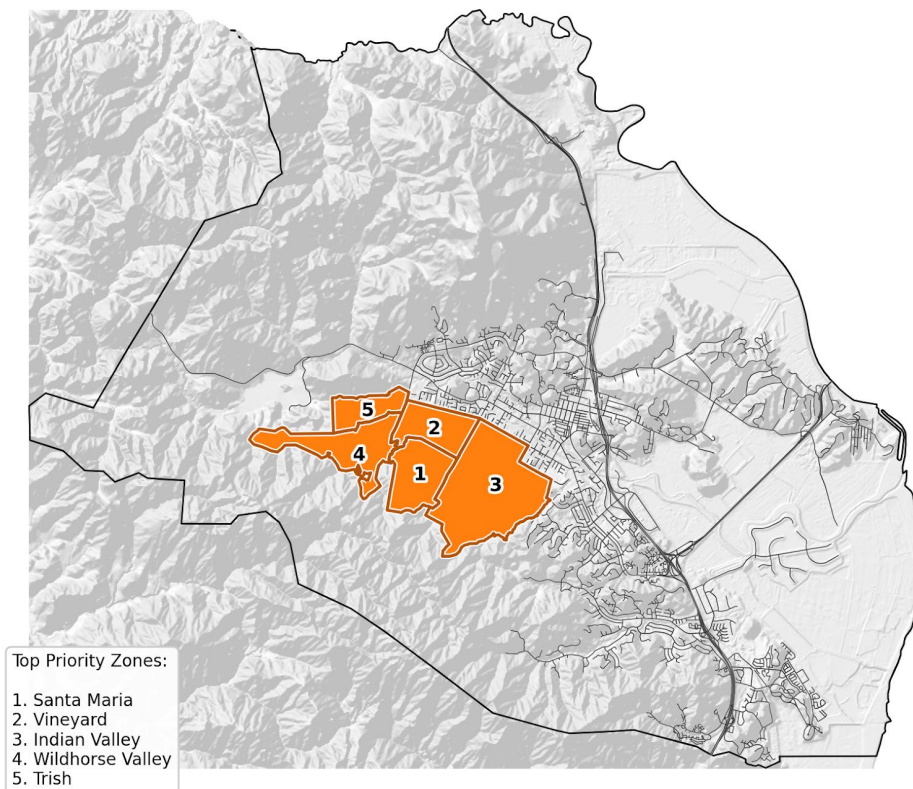 5
2
4
1
3
Top Priority Zones:
1. Santa Maria
2. Vineyard
3. Indian Valley
4. Wildhorse Valley
5. Trish